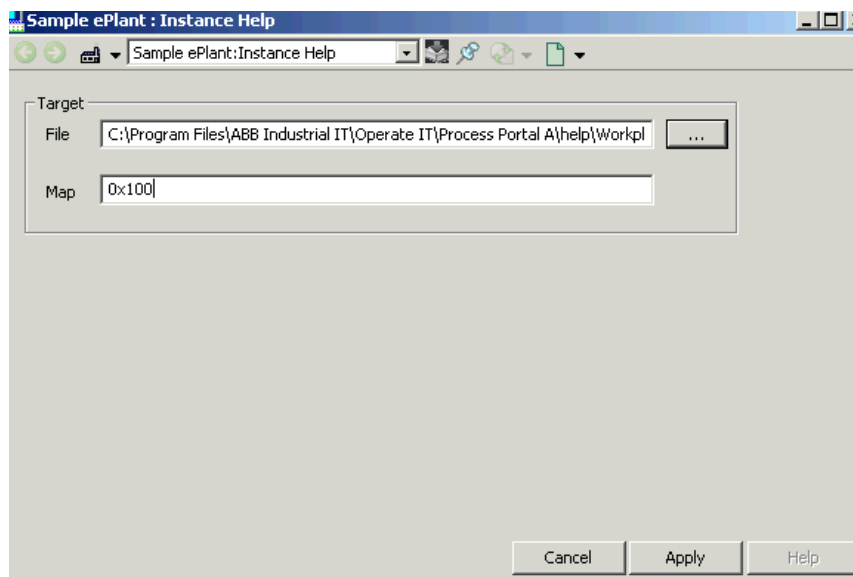 Sample ePlant : Instance Help
Sample ePlant:Instance Help
Target
File C:\Program Files\ABB Industrial IT\Operate IT\Process Portal A\help\Workpl ...
Map 0x100
Cancel Apply Help